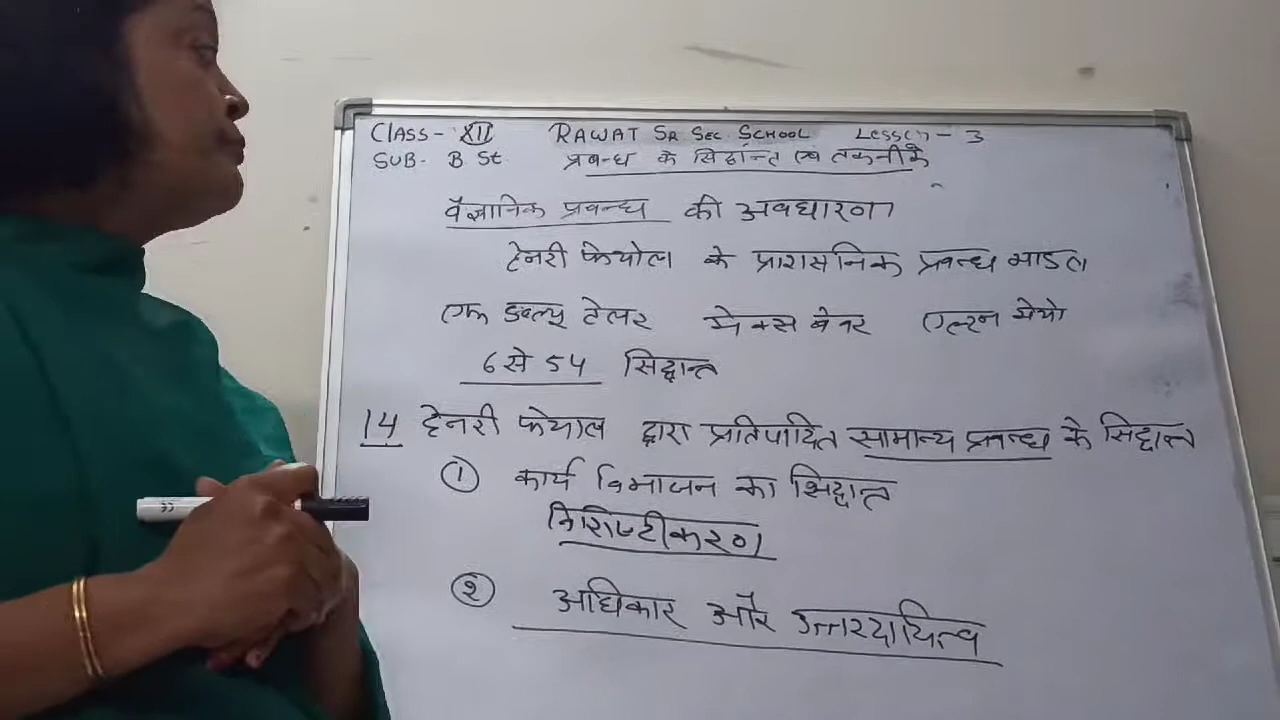 CLASS- XII RAWAT SR SEC. SCHOOL Lesson - 3
SUB- B St. प्रबन्ध के सिद्धान्त एवं तकनीके
वैज्ञानिक प्रबन्ध की अवधारणा
हेनरी फेयोल के प्राशासनिक प्रबन्ध माडल
एफ डब्ल्यू टेलर मेक्स वेबर एल्टन मेयो
6 से 54 सिद्धान्त
14 हेनरी फेयोल द्वारा प्रतिपादित सामान्य प्रबन्ध के सिद्धान्त
① कार्य विभाजन का सिद्धान्त
विशिष्टीकरण
② अधिकार और उत्तरदायित्व